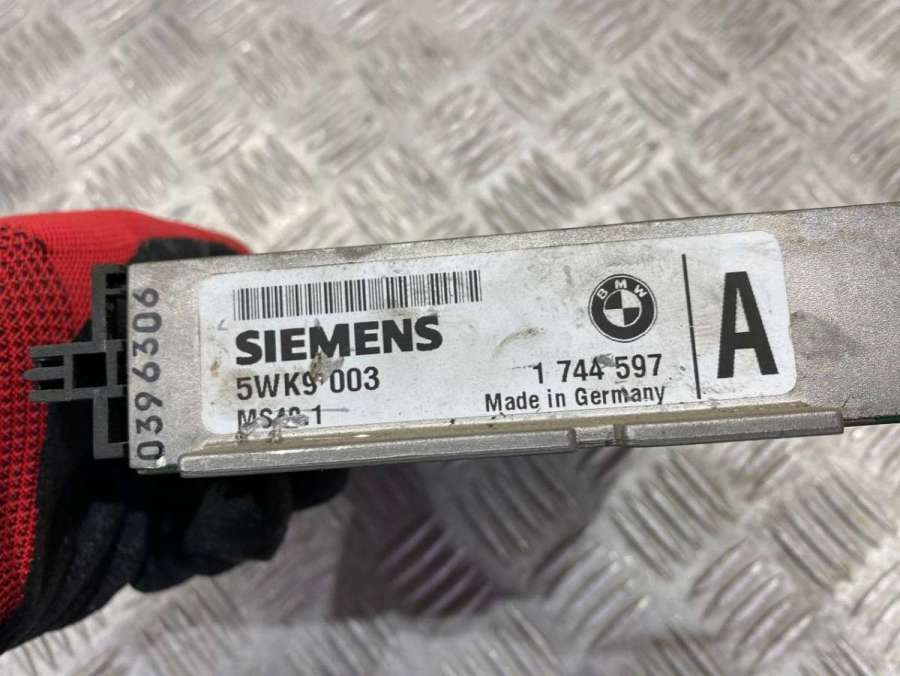 0396306
SIEMENS
5WK9 003
BMW
1 744 597
Made in Germany
A